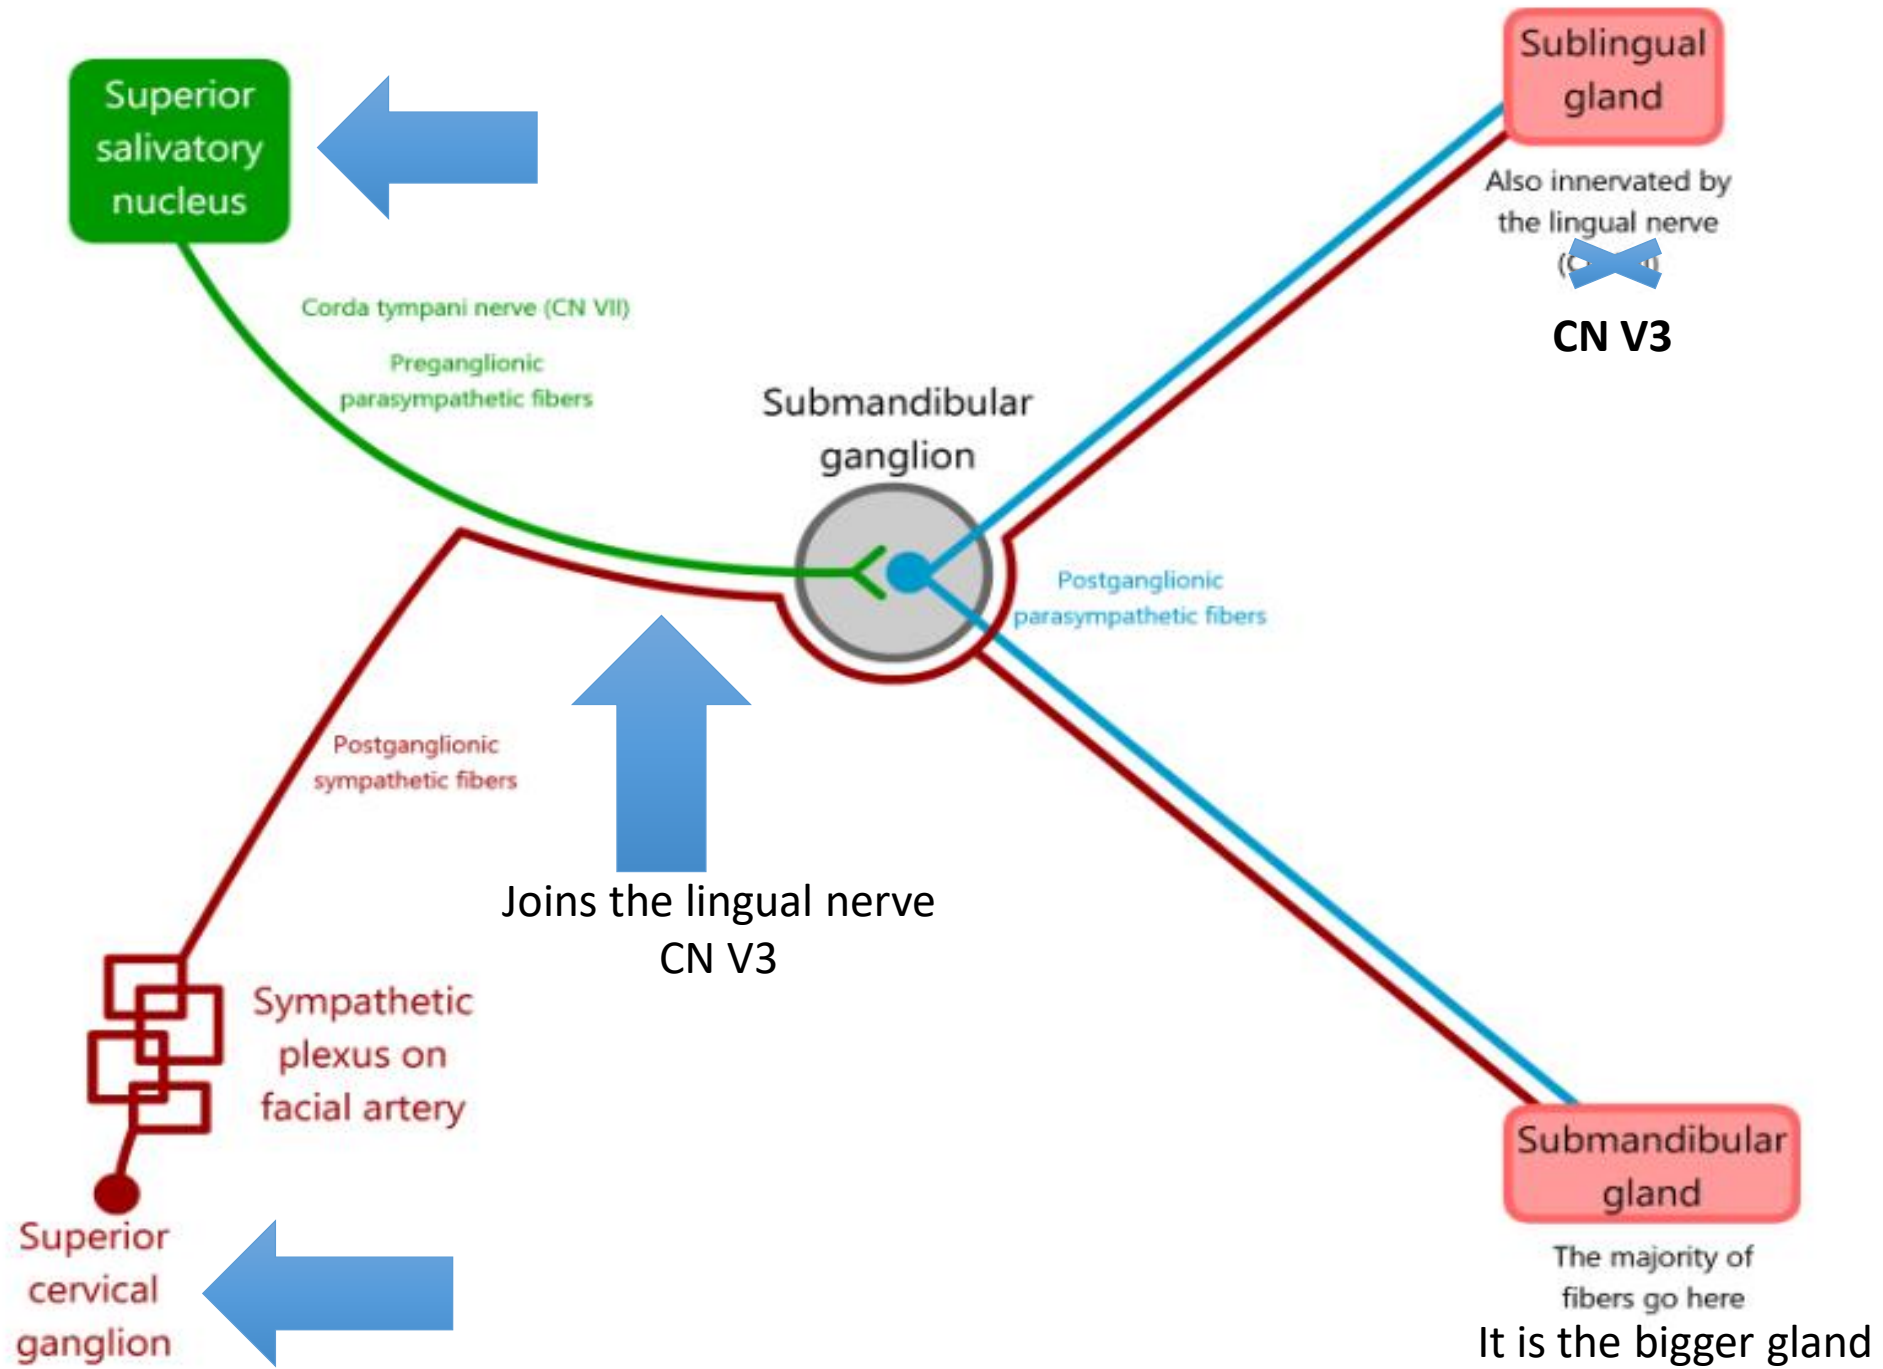 Superior
salivatory
nucleus
Sublingual
gland
Also innervated by
the lingual nerve
CN V3
Corda tympani nerve (CN VII)
Preganglionic
parasympathetic fibers
Submandibular
ganglion
Postganglionic
parasympathetic fibers
Postganglionic
sympathetic fibers
Joins the lingual nerve
CN V3
Sympathetic
plexus on
facial artery
Superior
cervical
ganglion
Submandibular
gland
The majority of
fibers go here
It is the bigger gland